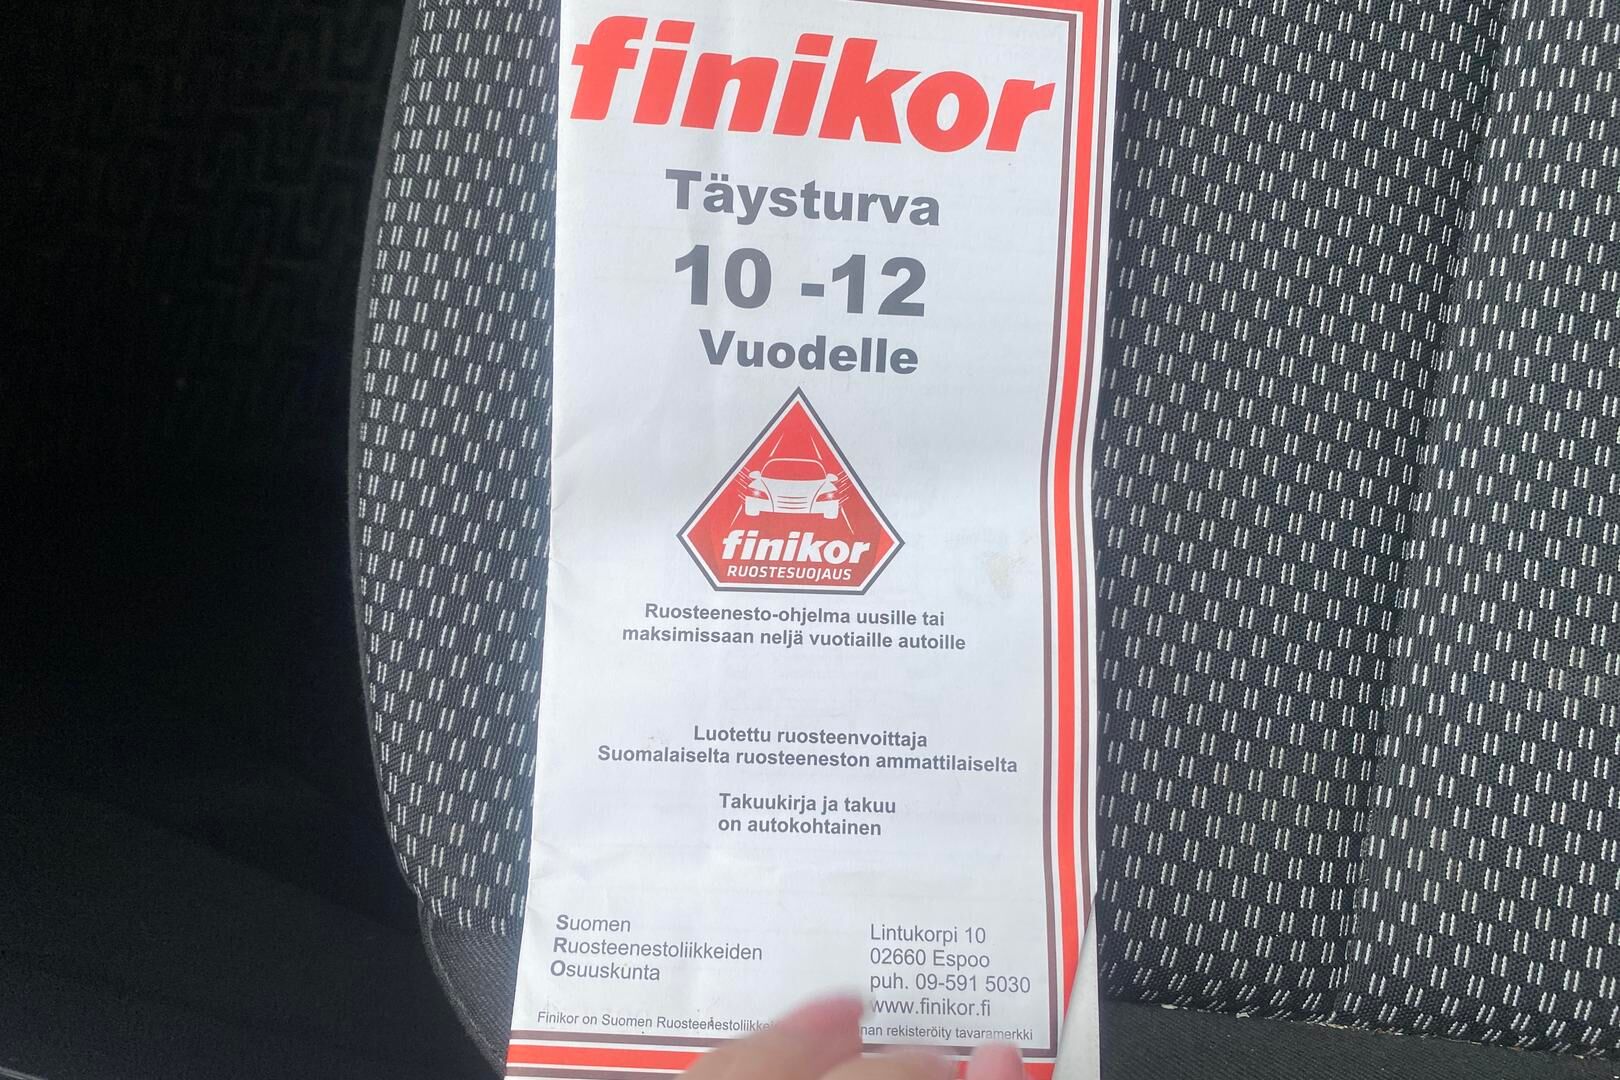 finikor
Täysturva
10 -12
Vuodelle
finikor
RUOSTESUOJAUS
Ruosteenesto-ohjelma uusille tai
maksimissaan neljä vuotiaille autoille
Luotettu ruosteenvoittaja
Suomalaiselta ruosteeneston ammattilaiselta
Takuukirja ja takuu
on autokohtainen
Suomen
Ruosteenestoliikkeiden
Osuuskunta
Lintukorpi 10
02660 Espoo
puh. 09-591 5030
www.finikor.fi
Finikor on Suomen rekisteröity tavaramerkki